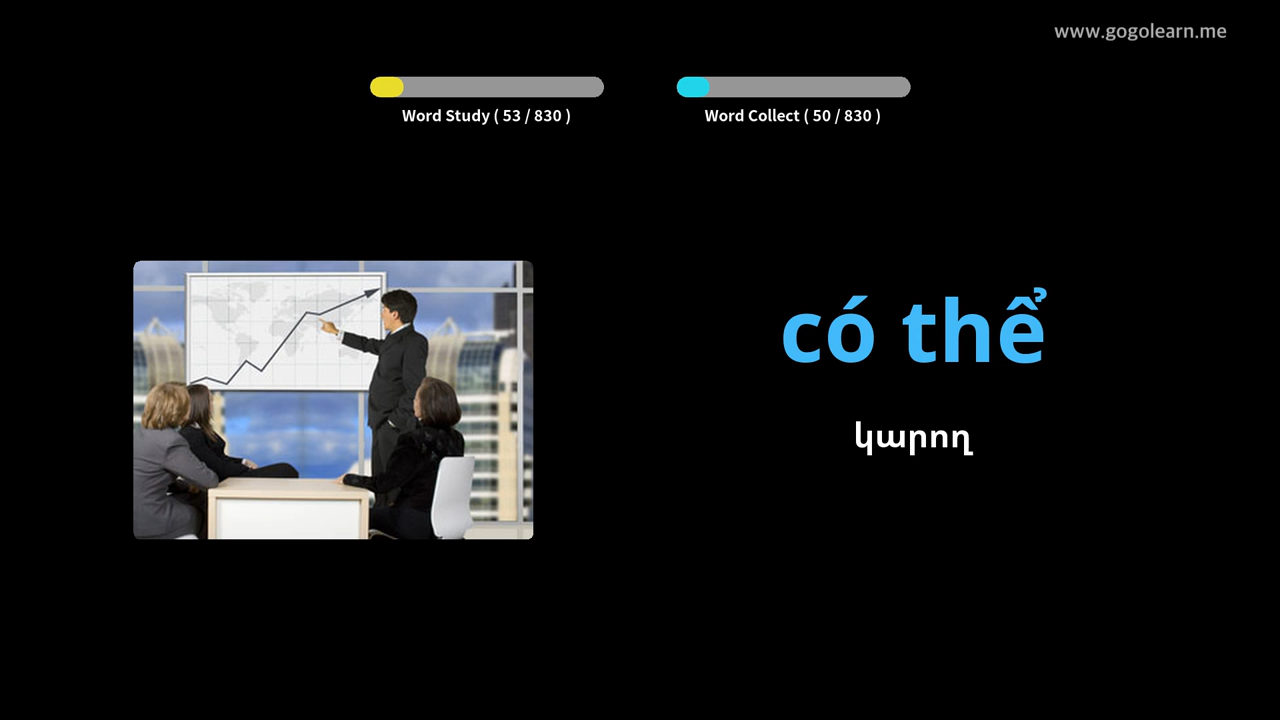 www.gogolearn.me
Word Study ( 53 / 830 )
Word Collect ( 50 / 830 )
có thể
կարող